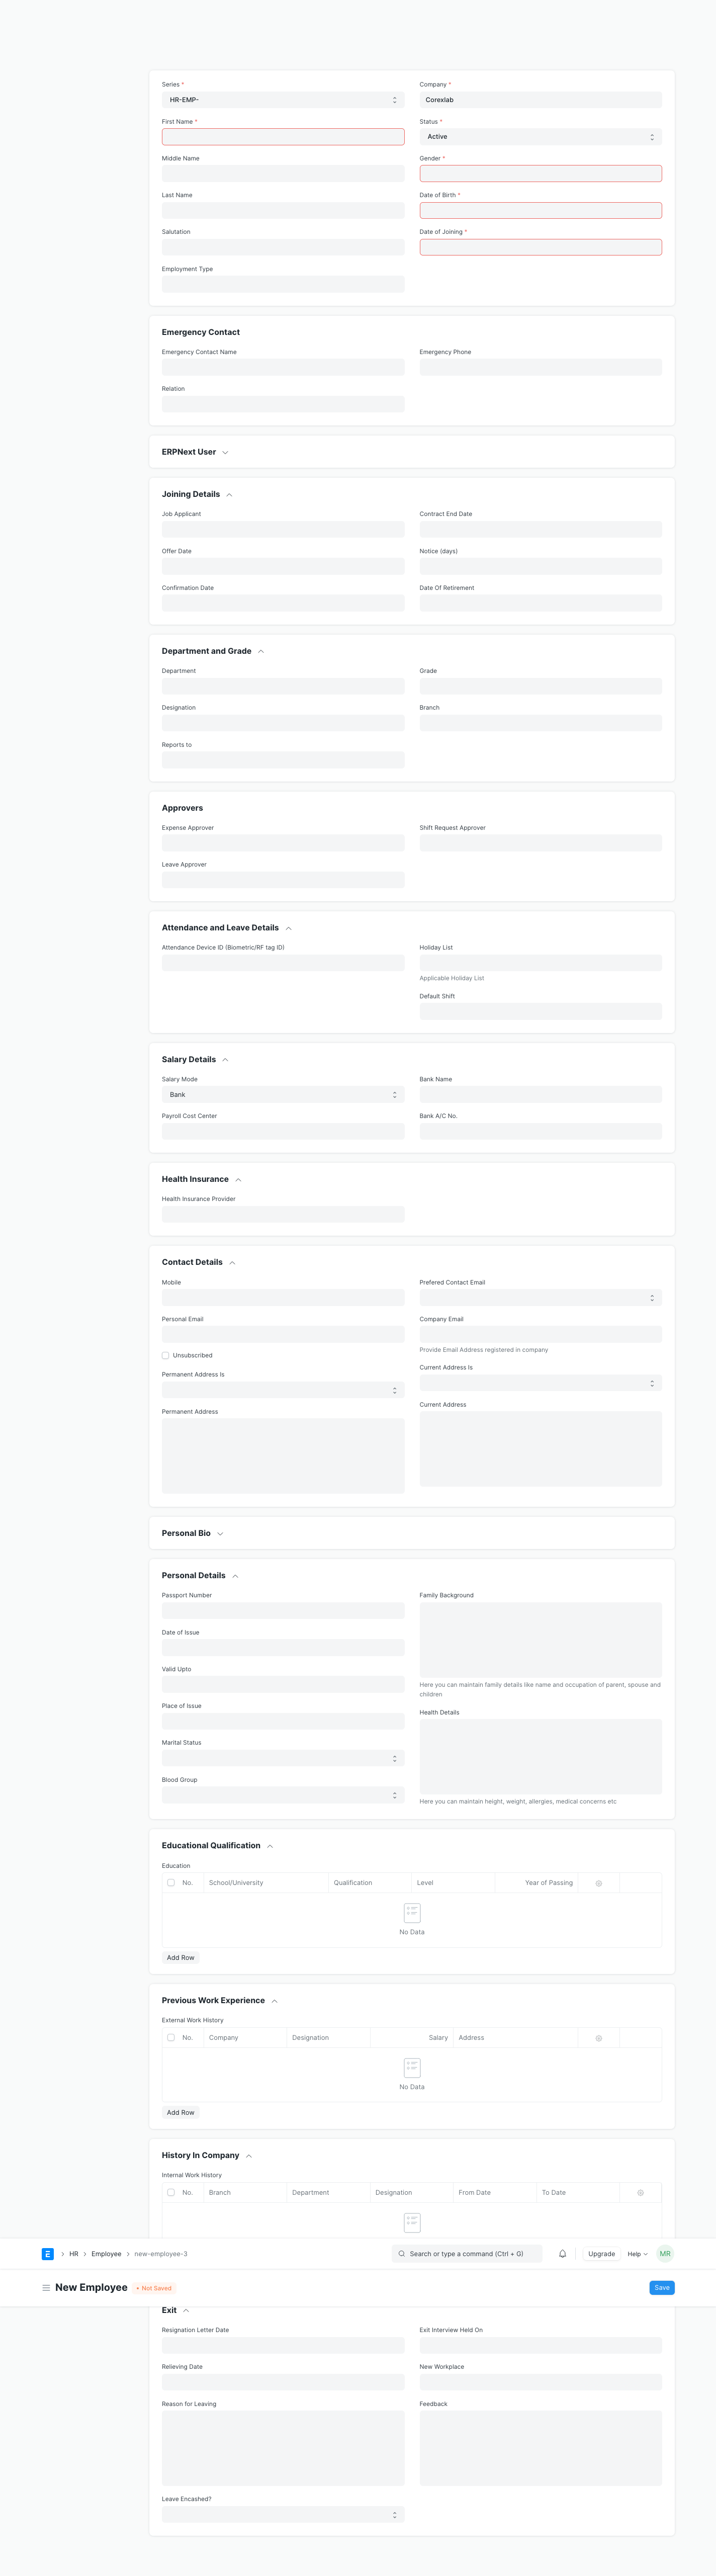 Series *
HR-EMP-
Company *
Corexlab
First Name *
Status *
Active
Middle Name
Gender *
Last Name
Date of Birth *
Salutation
Date of Joining *
Employment Type
Emergency Contact
Emergency Contact Name
Emergency Phone
Relation
ERPNext User
Joining Details
Job Applicant
Contract End Date
Offer Date
Notice (days)
Confirmation Date
Date Of Retirement
Department and Grade
Department
Grade
Designation
Branch
Reports to
Approvers
Expense Approver
Shift Request Approver
Leave Approver
Attendance and Leave Details
Attendance Device ID (Biometric/RF tag ID)
Holiday List
Applicable Holiday List
Default Shift
Salary Details
Salary Mode
Bank
Bank Name
Payroll Cost Center
Bank A/C No.
Health Insurance
Health Insurance Provider
Contact Details
Mobile
Prefered Contact Email
Personal Email
Company Email
Provide Email Address registered in company
Unsubscribed
Current Address Is
Permanent Address Is
Current Address
Permanent Address
Personal Bio
Personal Details
Passport Number
Family Background
Date of Issue
Valid Upto
Here you can maintain family details like name and occupation of parent, spouse and
children
Place of Issue
Health Details
Marital Status
Blood Group
Here you can maintain height, weight, allergies, medical concerns etc
Educational Qualification
Education
No. School/University Qualification Level Year of Passing
No Data
Add Row
Previous Work Experience
External Work History
No. Company Designation Salary Address
No Data
Add Row
History In Company
Internal Work History
No. Branch Department Designation From Date To Date
E HR Employee new-employee-3 Search or type a command (Ctrl + G) Upgrade Help MR
New Employee • Not Saved Save
Exit
Resignation Letter Date
Exit Interview Held On
Relieving Date
New Workplace
Reason for Leaving
Feedback
Leave Encashed?